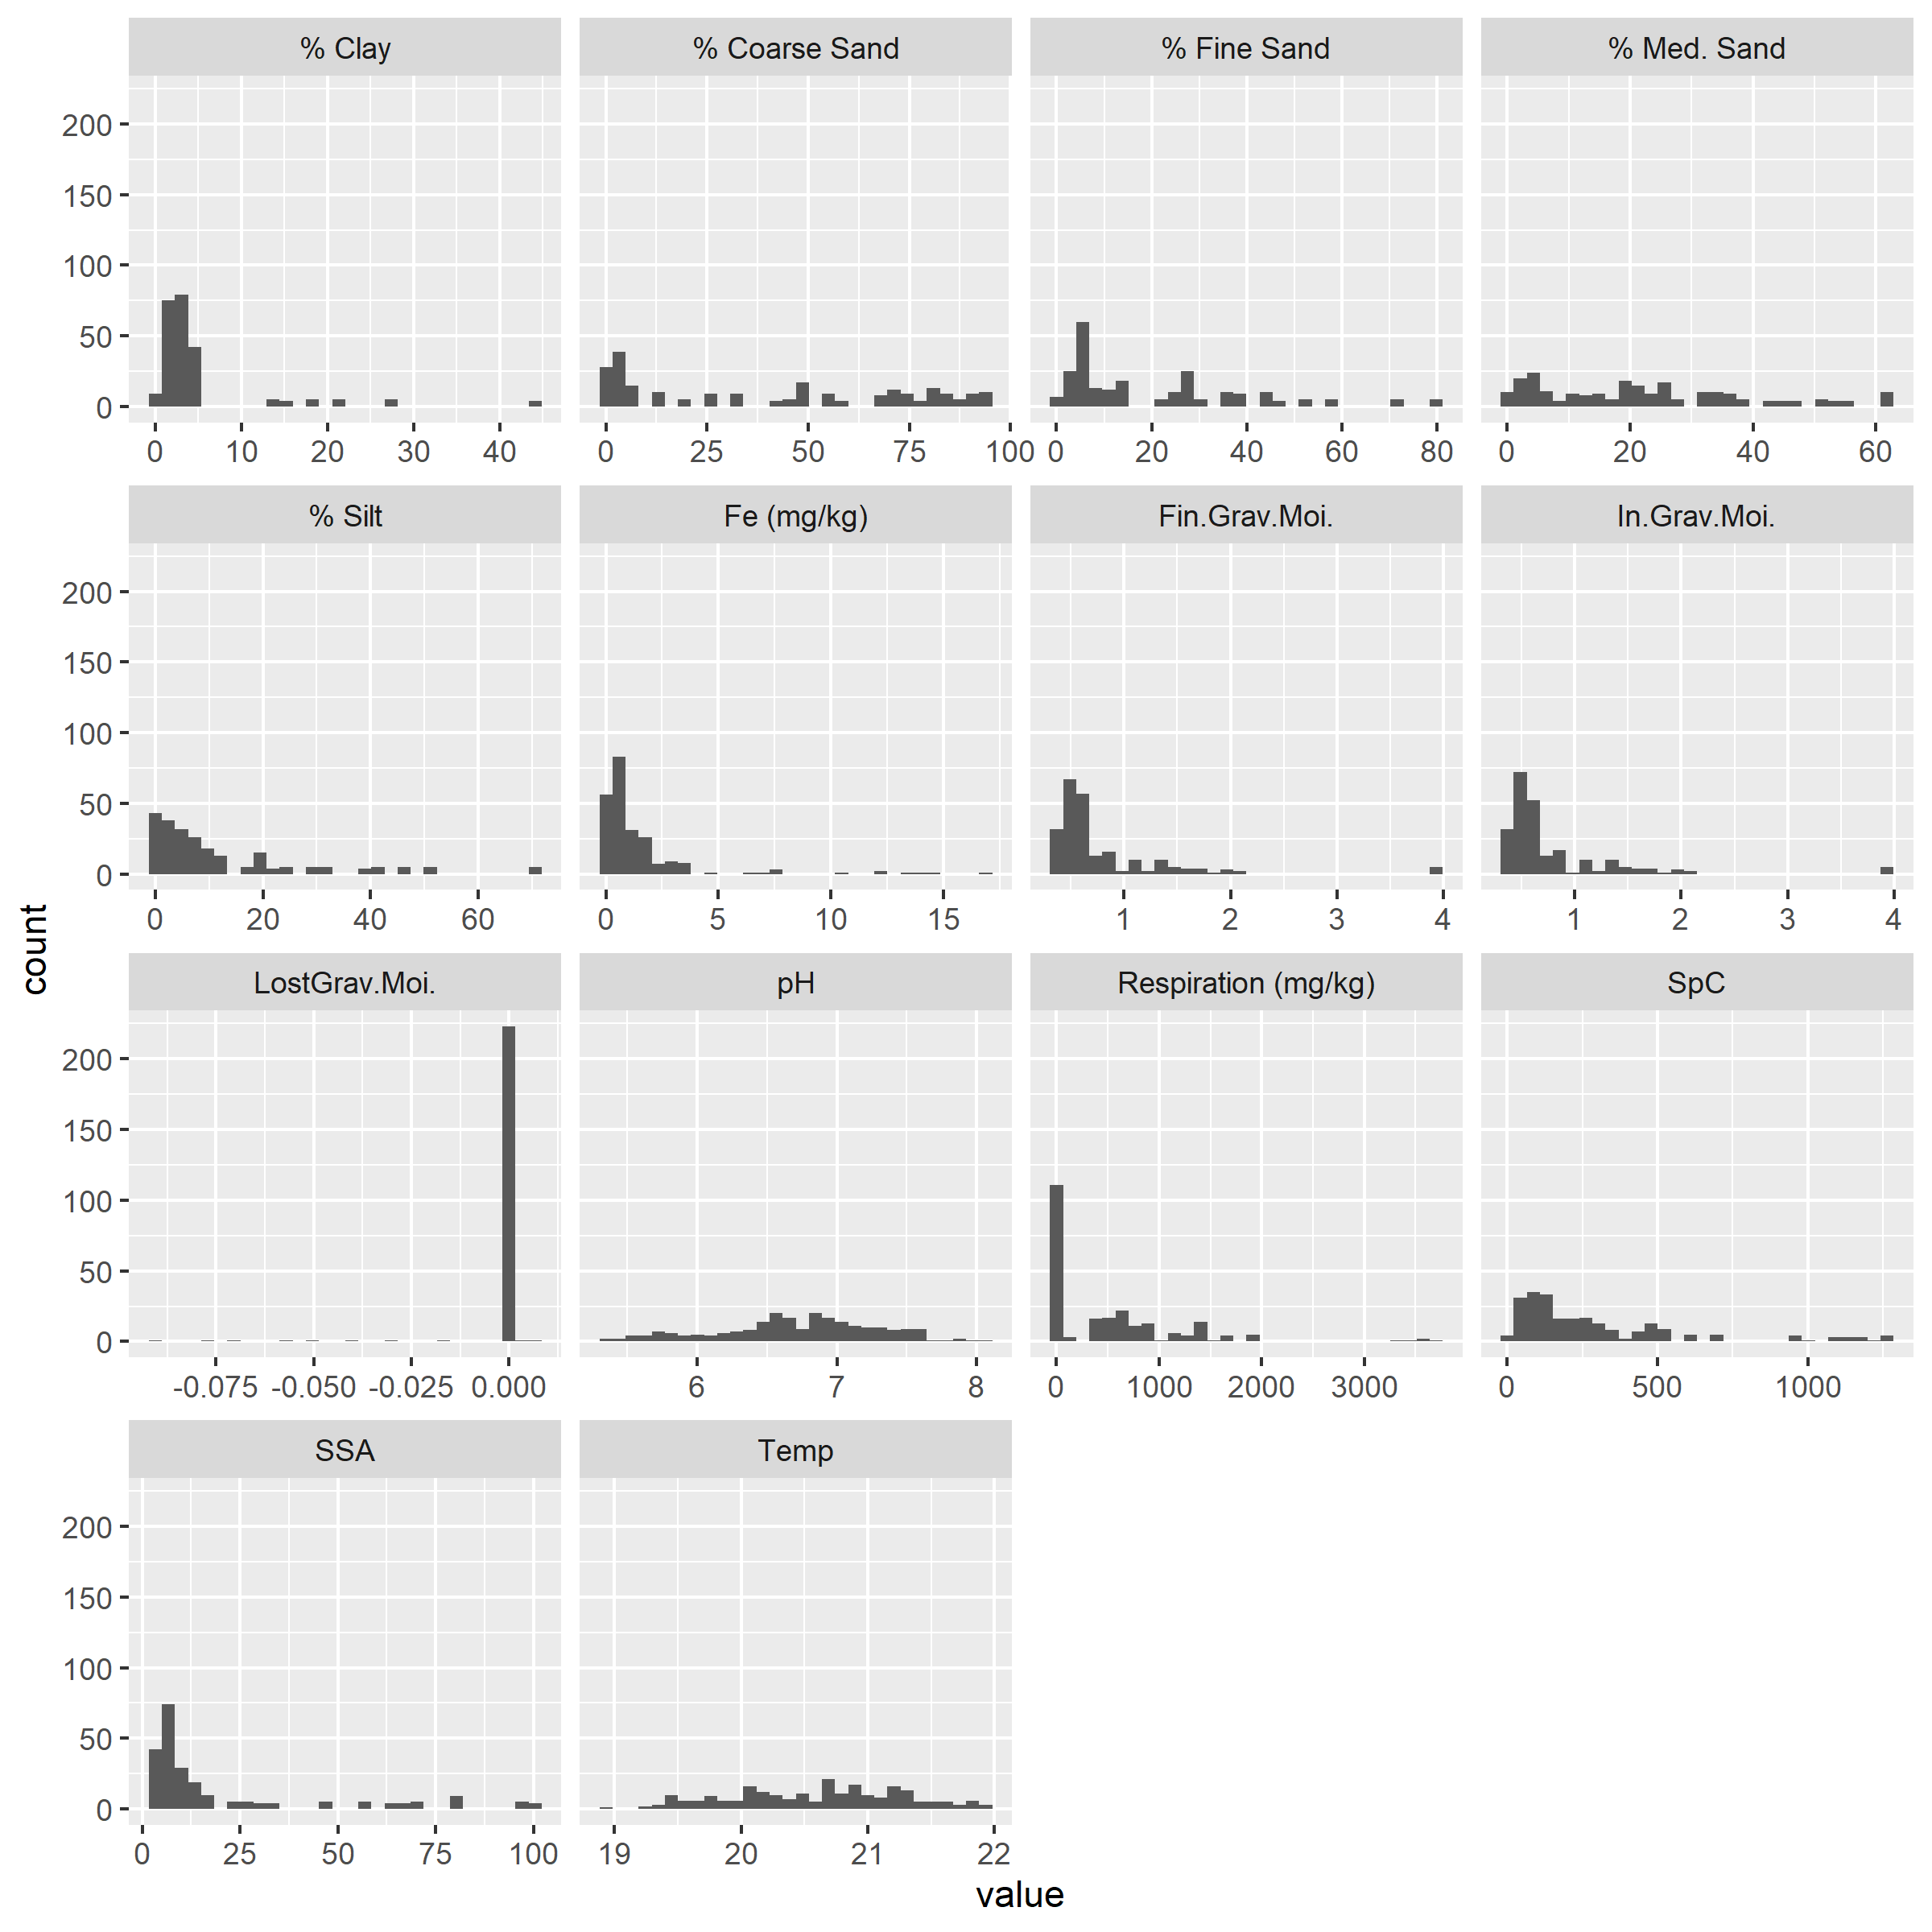 % Clay % Coarse Sand % Fine Sand % Med. Sand
200
150
100
50
0
0 10 20 30 40 0 25 50 75 100 0 20 40 60 80 0 20 40 60
% Silt Fe (mg/kg) Fin.Grav.Moi. In.Grav.Moi.
200
150
100
50
0
0 20 40 60 0 5 10 15 1 2 3 4 1 2 3 4
count
LostGrav.Moi. pH Respiration (mg/kg) SpC
200
150
100
50
0
-0.075 -0.050 -0.025 0.000 6 7 8 0 1000 2000 3000 0 500 1000
SSA Temp
200
150
100
50
0
0 25 50 75 100 19 20 21 22
value